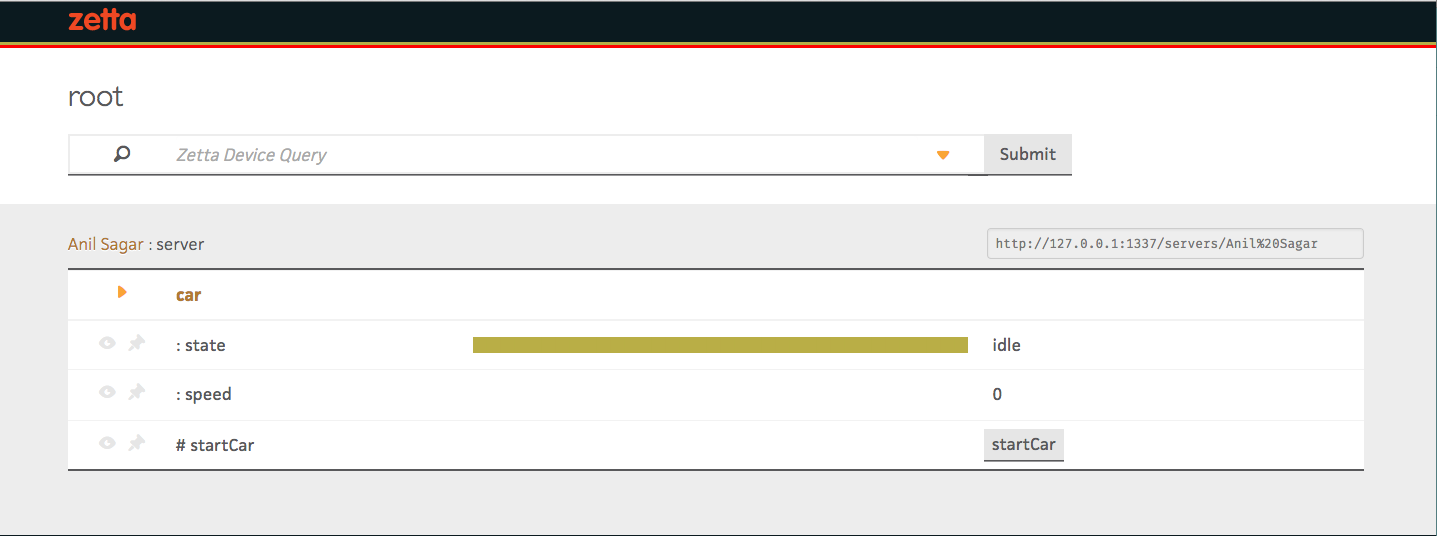 zetta
root
Zetta Device Query Submit
Anil Sagar : server http://127.0.0.1:1337/servers/Anil%20Sagar
car
: state idle
: speed 0
# startCar startCar